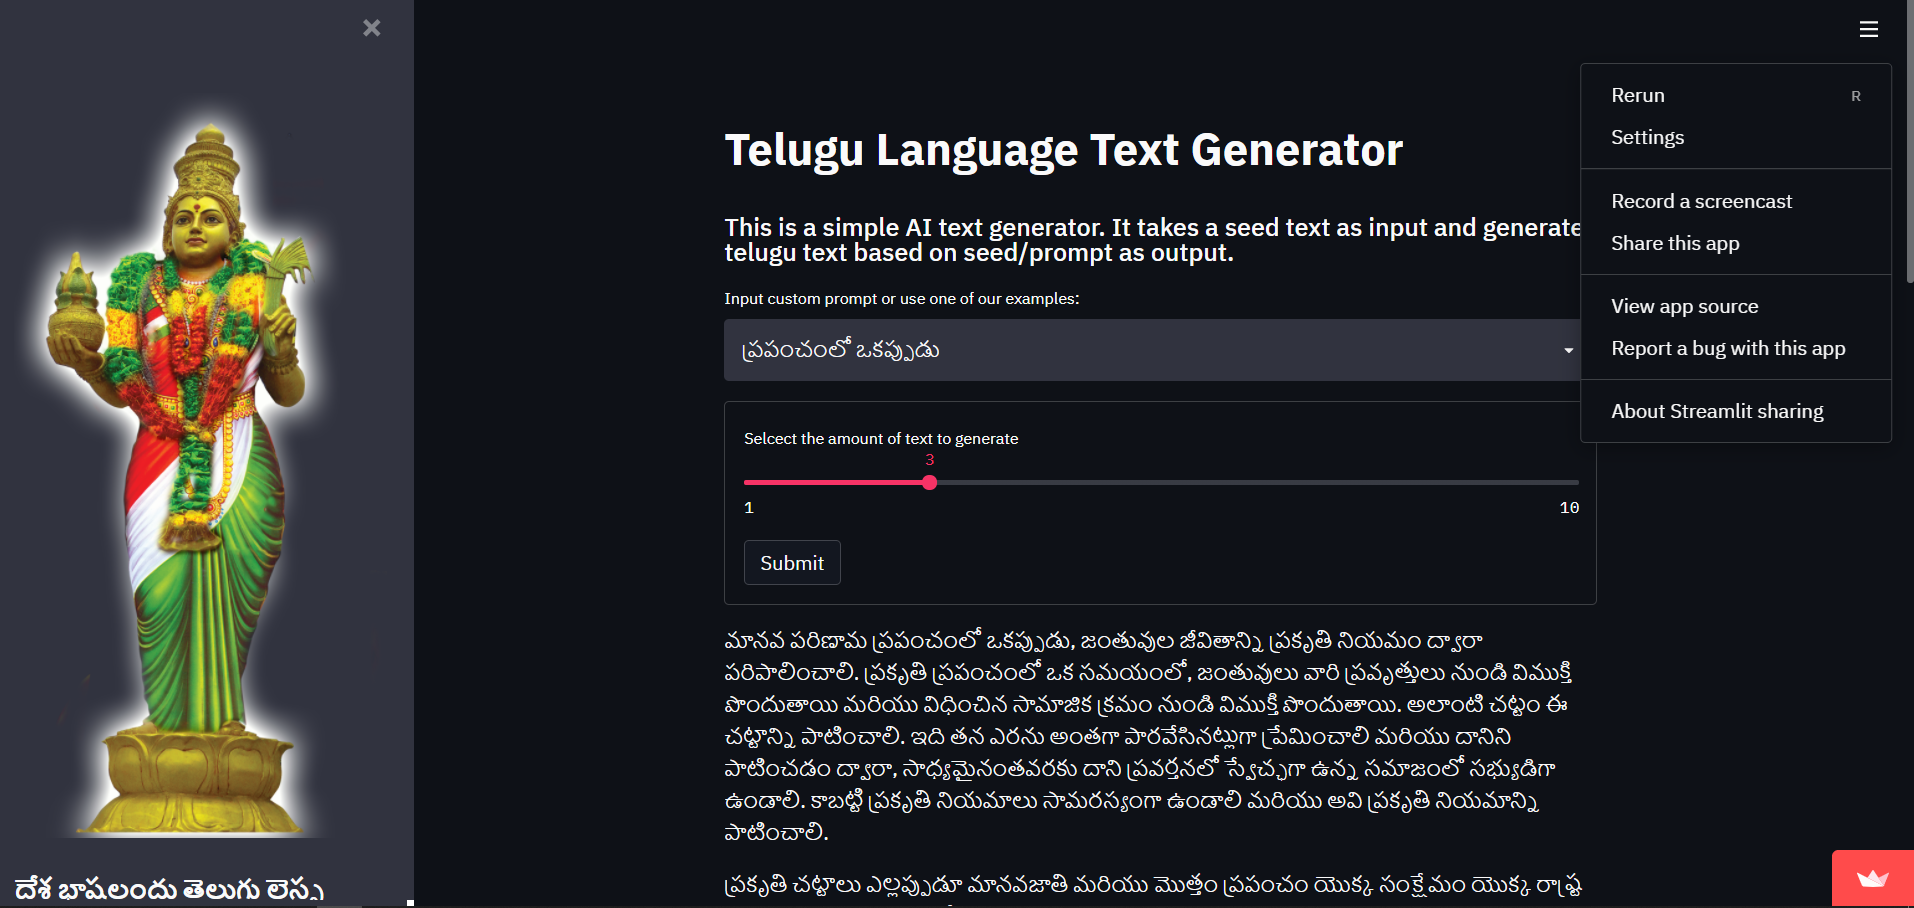 Telugu Language Text Generator
This is a simple AI text generator. It takes a seed text as input and generate
telugu text based on seed/prompt as output.
Input custom prompt or use one of our examples:
ప్రపంచంలో ఒకప్పుడు
Selcect the amount of text to generate
3
1 10
Submit
మానవ పరిణామ ప్రపంచంలో ఒకప్పుడు, జంతువుల జీవితాన్ని ప్రకృతి నియమం ద్వారా
పరిపాలించాలి. ప్రకృతి ప్రపంచంలో ఒక సమయంలో, జంతువులు వారి ప్రవృత్తులు నుండి విముక్తి
పొందుతాయి మరియు విధించిన సామాజిక క్రమం నుండి విముక్తి పొందుతాయి. అలాంటి చట్టం ఈ
చట్టాన్ని పాటించాలి. ఇది తన ఎరను అంతగా పారవేసినట్లుగా ప్రేమించాలి మరియు దానిని
పాటించడం ద్వారా, సాధ్యమైనంతవరకు దాని ప్రవర్తనలో స్వేచ్ఛగా ఉన్న సమాజంలో సభ్యుడిగా
ఉండాలి. కాబట్టి ప్రకృతి నియమాలు సామరస్యంగా ఉండాలి మరియు అవి ప్రకృతి నియమాన్ని
పాటించాలి.
ప్రకృతి చట్టాలు ఎల్లప్పుడూ మానవజాతి మరియు మొత్తం ప్రపంచం యొక్క సంక్షేమం యొక్క రాష్ట్ర
దేశ భాషలందు తెలుగు లెస్స
Rerun R
Settings
Record a screencast
Share this app
View app source
Report a bug with this app
About Streamlit sharing